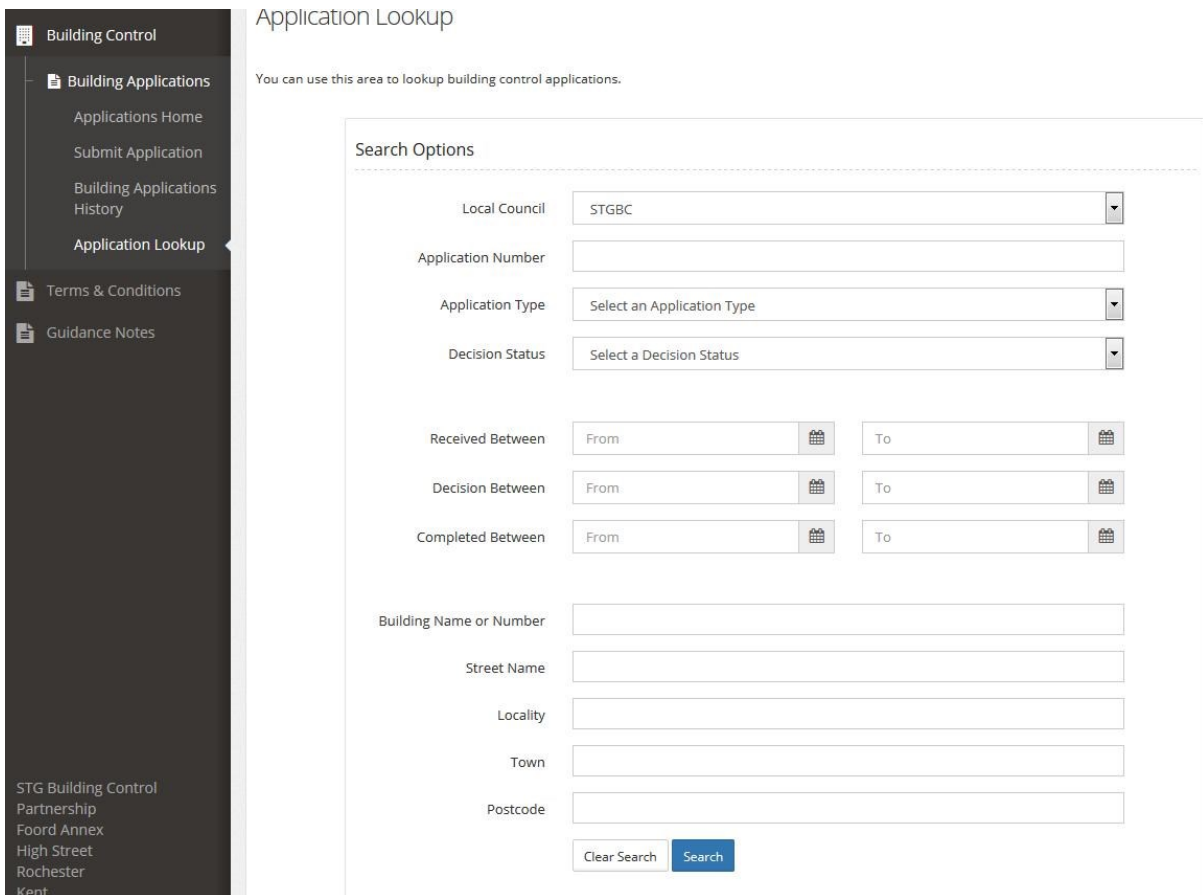 Building Control
Building Applications
Applications Home
Submit Application
Building Applications
History
Application Lookup
Terms & Conditions
Guidance Notes
STG Building Control
Partnership
Foord Annex
High Street
Rochester
Kent
Application Lookup
You can use this area to lookup building control applications.
Search Options
Local Council STGBC
Application Number
Application Type Select an Application Type
Decision Status Select a Decision Status
Received Between From To
Decision Between From To
Completed Between From To
Building Name or Number
Street Name
Locality
Town
Postcode
Clear Search Search